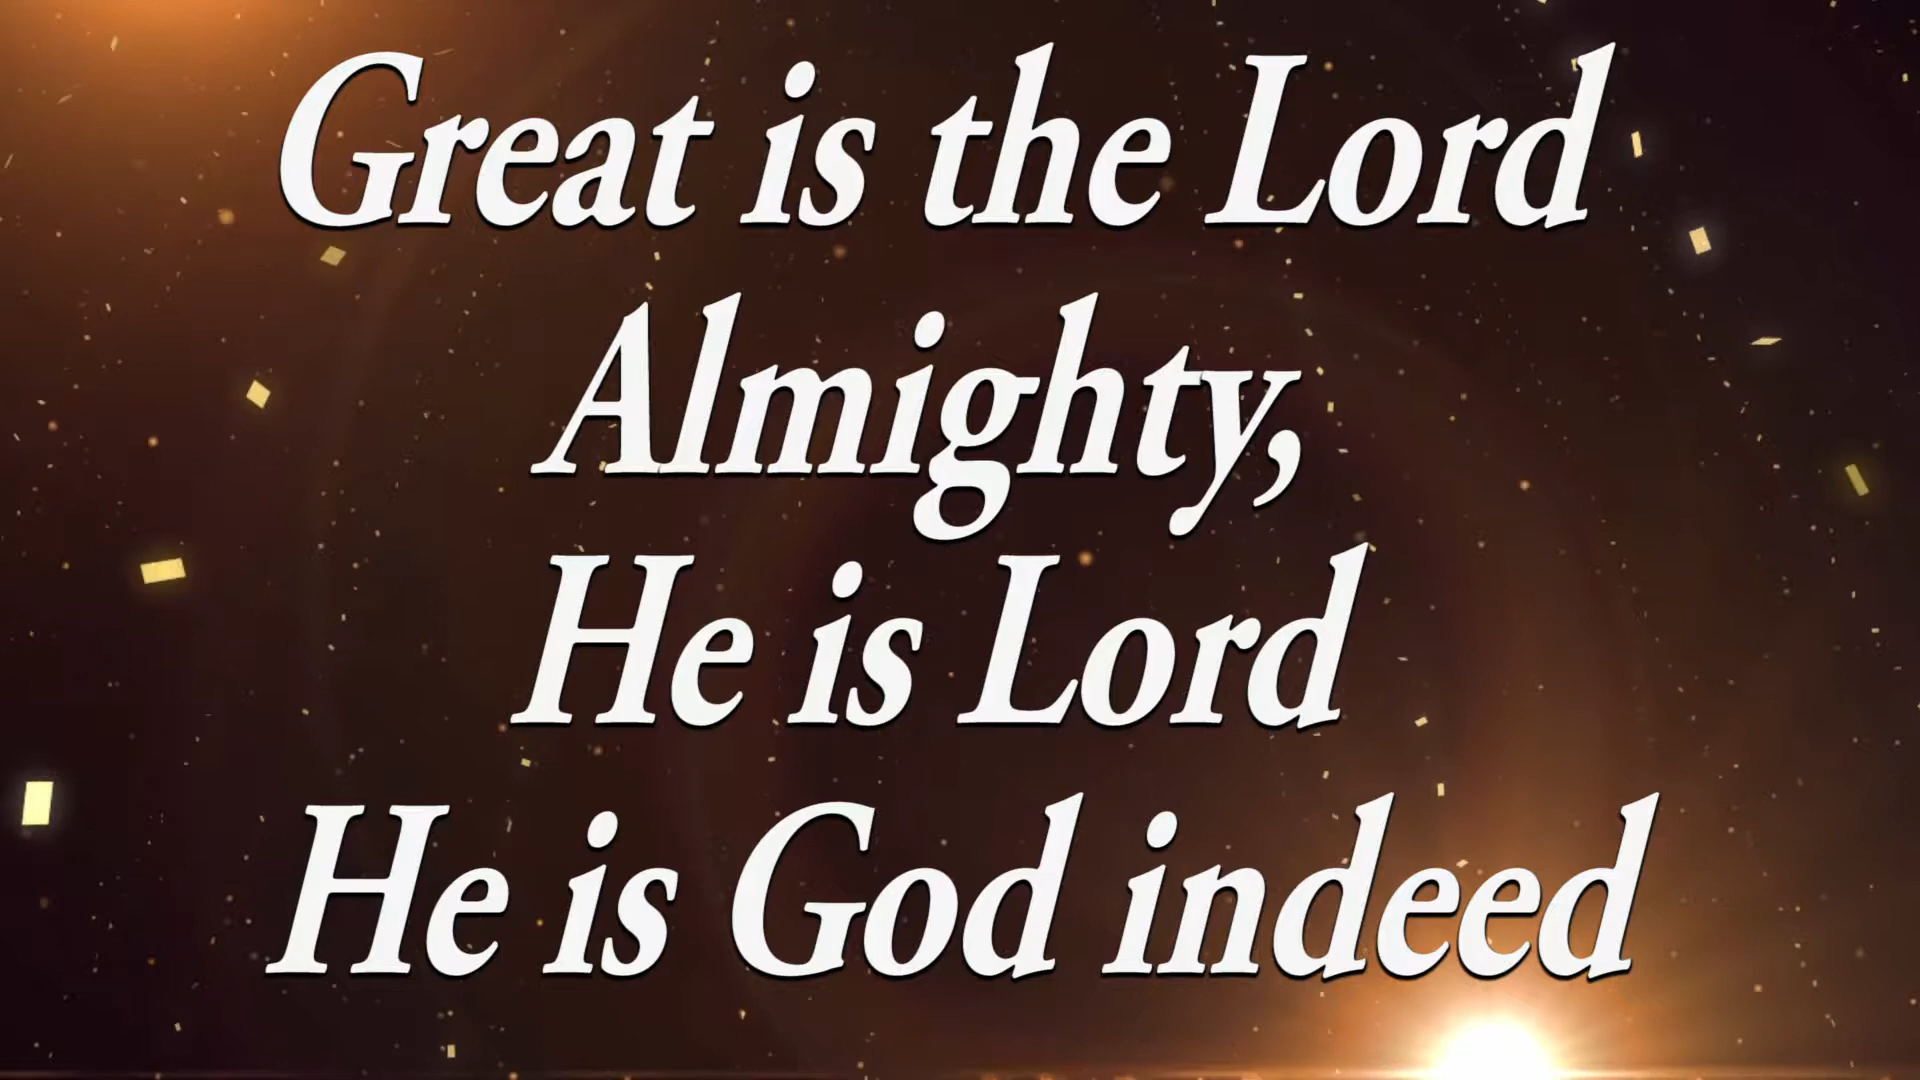 Great is the Lord
Almighty,
He is Lord
He is God indeed